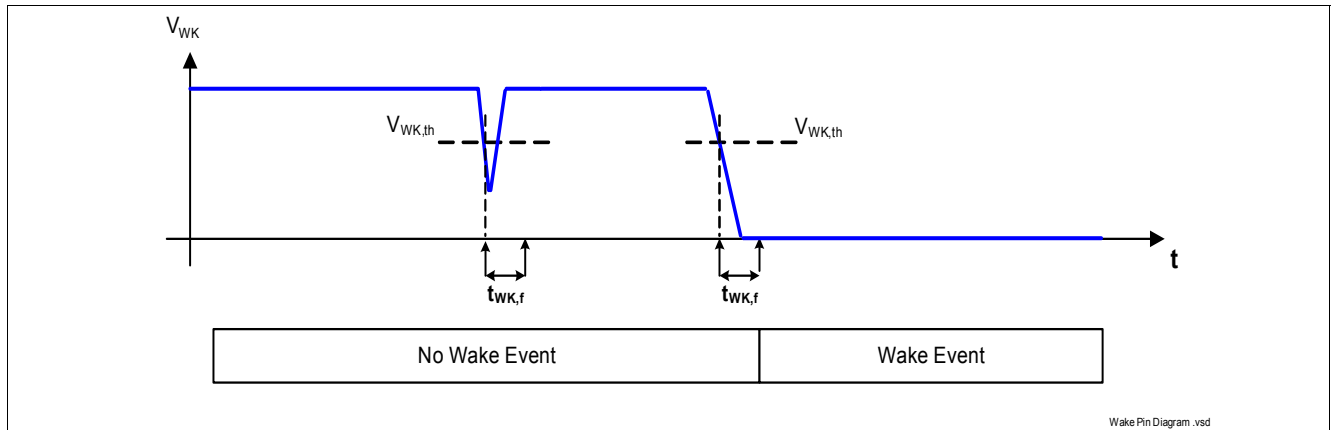 V_WK
V_WK,th
V_WK,th
t
t_WK,f
t_WK,f
No Wake Event
Wake Event
Wake Pin Diagram .vsd